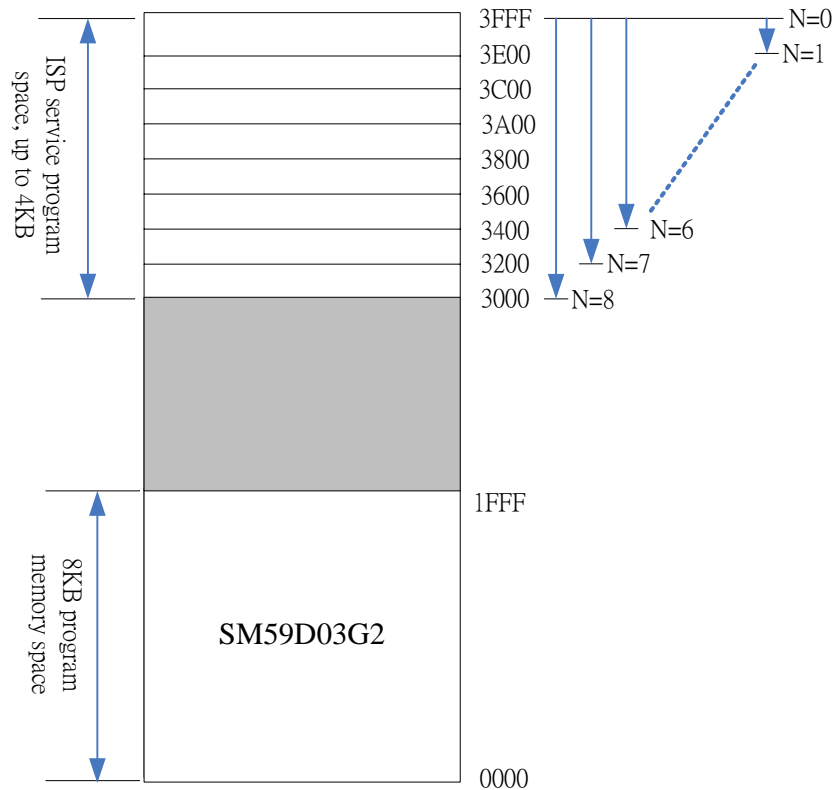 3FFF
N=0
3E00
N=1
3C00
3A00
3800
3600
3400
N=6
3200
N=7
3000
N=8
ISP service program
space, up to 4KB
1FFF
8KB program
memory space
SM59D03G2
0000